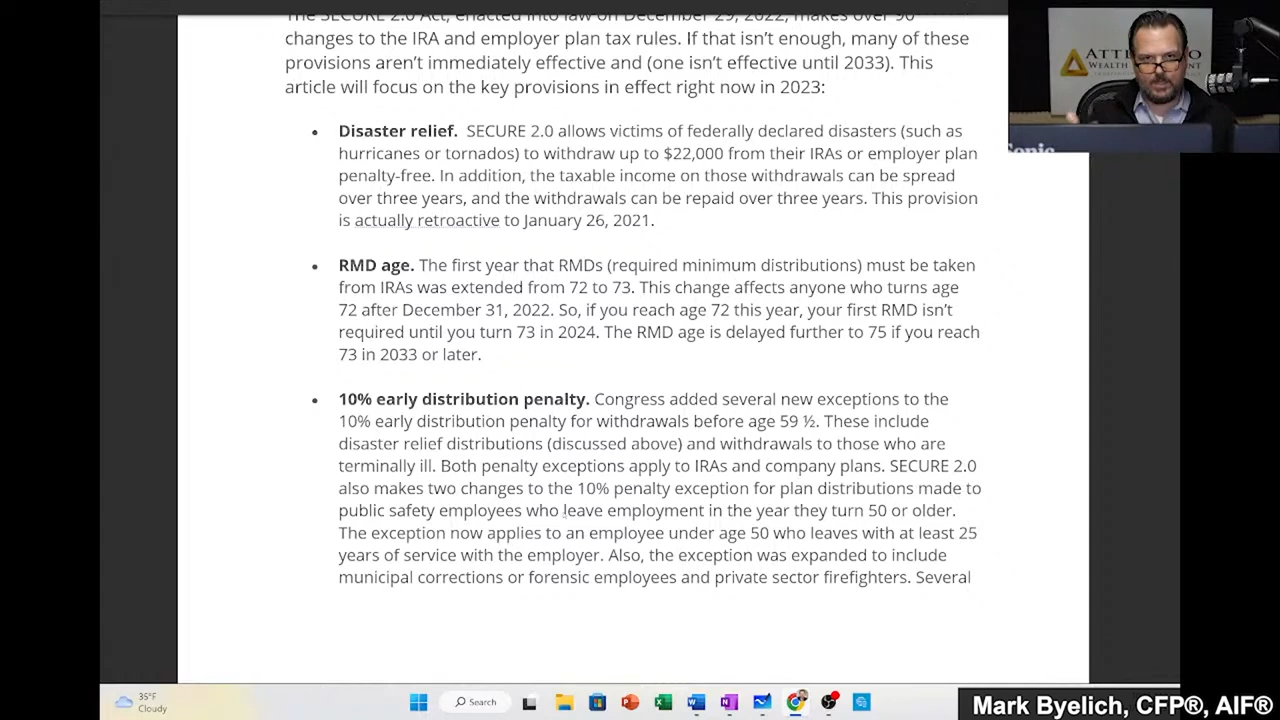 The SECURE 2.0 Act, enacted into law on December 29, 2022, makes over 90
changes to the IRA and employer plan tax rules. If that isn't enough, many of these
provisions aren't immediately effective and (one isn't effective until 2033). This
article will focus on the key provisions in effect right now in 2023:
• Disaster relief. SECURE 2.0 allows victims of federally declared disasters (such as
hurricanes or tornados) to withdraw up to $22,000 from their IRAs or employer plan
penalty-free. In addition, the taxable income on those withdrawals can be spread
over three years, and the withdrawals can be repaid over three years. This provision
is actually retroactive to January 26, 2021.
• RMD age. The first year that RMDs (required minimum distributions) must be taken
from IRAs was extended from 72 to 73. This change affects anyone who turns age
72 after December 31, 2022. So, if you reach age 72 this year, your first RMD isn't
required until you turn 73 in 2024. The RMD age is delayed further to 75 if you reach
73 in 2033 or later.
• 10% early distribution penalty. Congress added several new exceptions to the
10% early distribution penalty for withdrawals before age 59 ½. These include
disaster relief distributions (discussed above) and withdrawals to those who are
terminally ill. Both penalty exceptions apply to IRAs and company plans. SECURE 2.0
also makes two changes to the 10% penalty exception for plan distributions made to
public safety employees who leave employment in the year they turn 50 or older.
The exception now applies to an employee under age 50 who leaves with at least 25
years of service with the employer. Also, the exception was expanded to include
municipal corrections or forensic employees and private sector firefighters. Several
35°F
Cloudy
Search
Mark Byelich, CFP®, AIF®